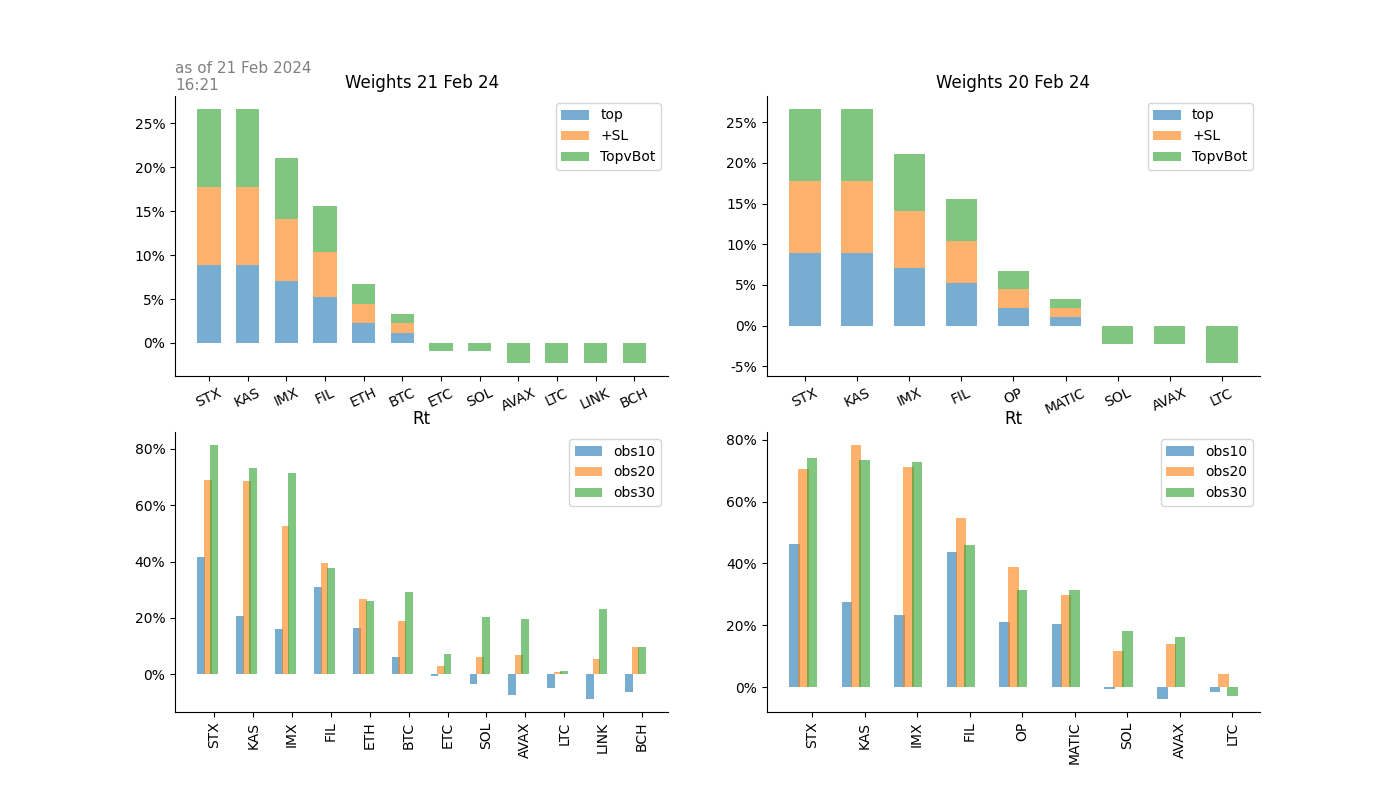 as of 21 Feb 2024
16:21
Weights 21 Feb 24
25%
20%
15%
10%
5%
0%
top
+SL
TopvBot
STX KAS IMX FIL ETH BTC ETC SOL AVAX LTC LINK BCH
Weights 20 Feb 24
25%
20%
15%
10%
5%
0%
-5%
top
+SL
TopvBot
STX KAS IMX FIL OP MATIC SOL AVAX LTC
Rt
80%
60%
40%
20%
0%
obs10
obs20
obs30
STX KAS IMX FIL ETH BTC ETC SOL AVAX LTC LINK BCH
Rt
80%
60%
40%
20%
0%
obs10
obs20
obs30
STX KAS IMX FIL OP MATIC SOL AVAX LTC